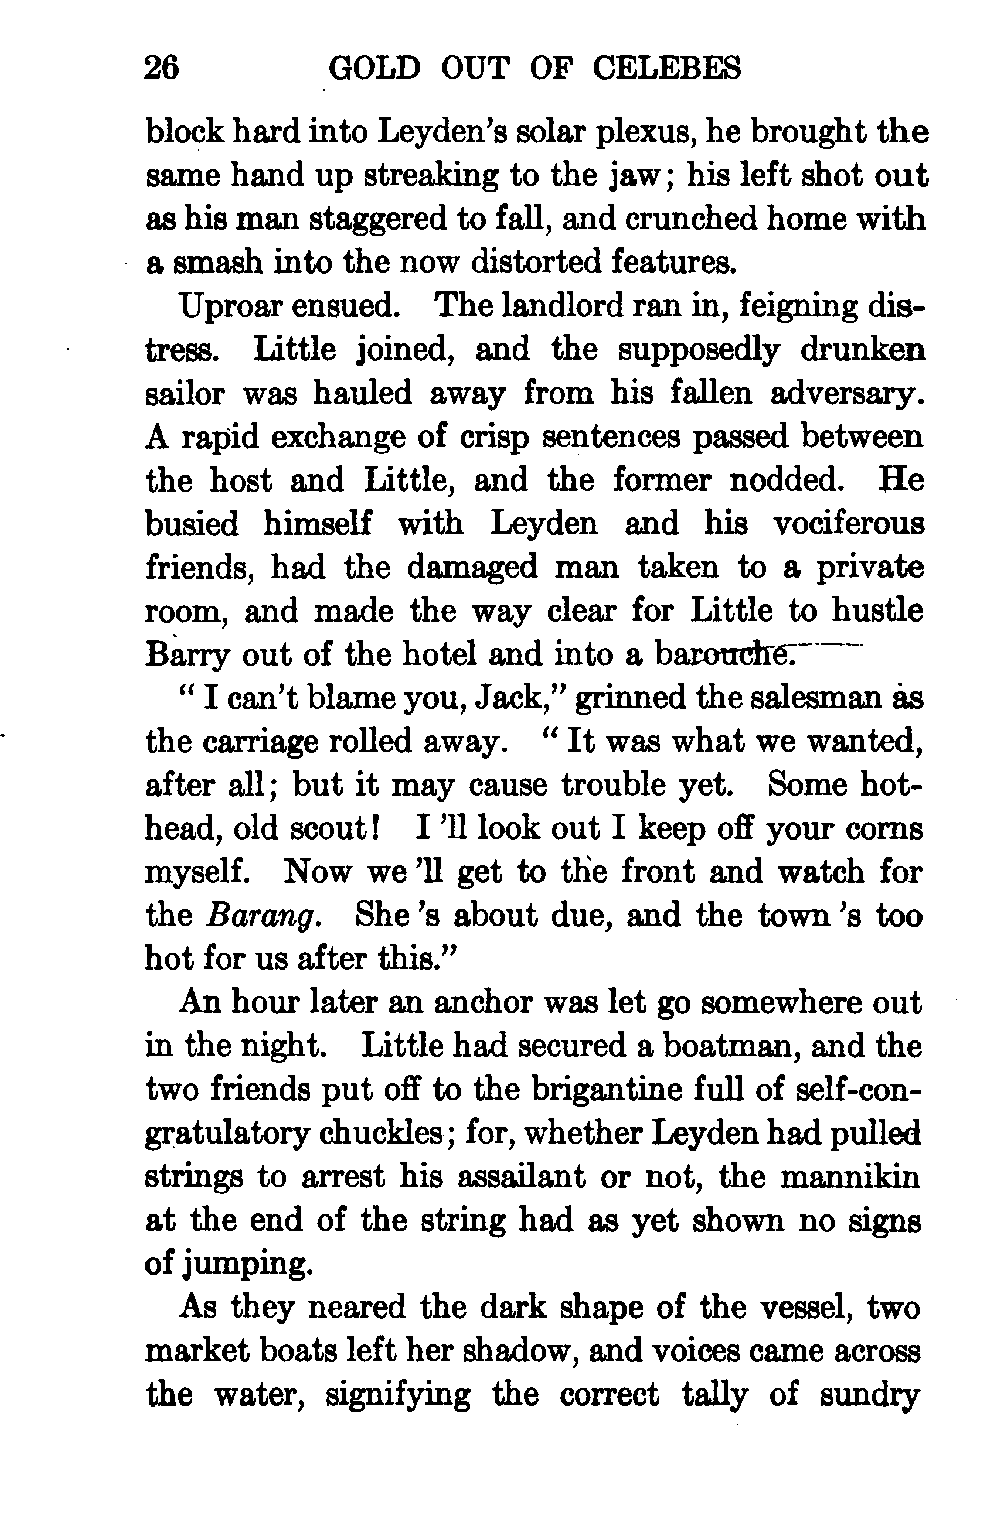 26 GOLD OUT OF CELEBES
block hard into Leyden's solar plexus, he brought the
same hand up streaking to the jaw; his left shot out
as his man staggered to fall, and crunched home with
a smash into the now distorted features.
Uproar ensued. The landlord ran in, feigning dis-
tress. Little joined, and the supposedly drunken
sailor was hauled away from his fallen adversary.
A rapid exchange of crisp sentences passed between
the host and Little, and the former nodded. He
busied himself with Leyden and his vociferous
friends, had the damaged man taken to a private
room, and made the way clear for Little to hustle
Barry out of the hotel and into a barouche.
"I can't blame you, Jack," grinned the salesman as
the carriage rolled away. "It was what we wanted,
after all; but it may cause trouble yet. Some hot-
head, old scout! I 'll look out I keep off your corns
myself. Now we 'll get to the front and watch for
the Barang. She 's about due, and the town 's too
hot for us after this."
An hour later an anchor was let go somewhere out
in the night. Little had secured a boatman, and the
two friends put off to the brigantine full of self-con-
gratulatory chuckles; for, whether Leyden had pulled
strings to arrest his assailant or not, the mannikin
at the end of the string had as yet shown no signs
of jumping.
As they neared the dark shape of the vessel, two
market boats left her shadow, and voices came across
the water, signifying the correct tally of sundry